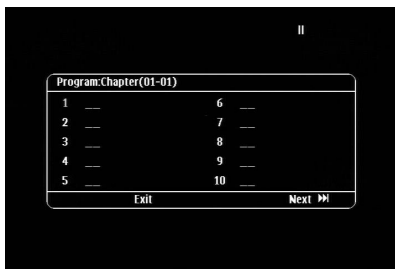 Program:Chapter(01-01)
1 __ 6 __
2 __ 7 __
3 __ 8 __
4 __ 9 __
5 __ 10 __
Exit Next